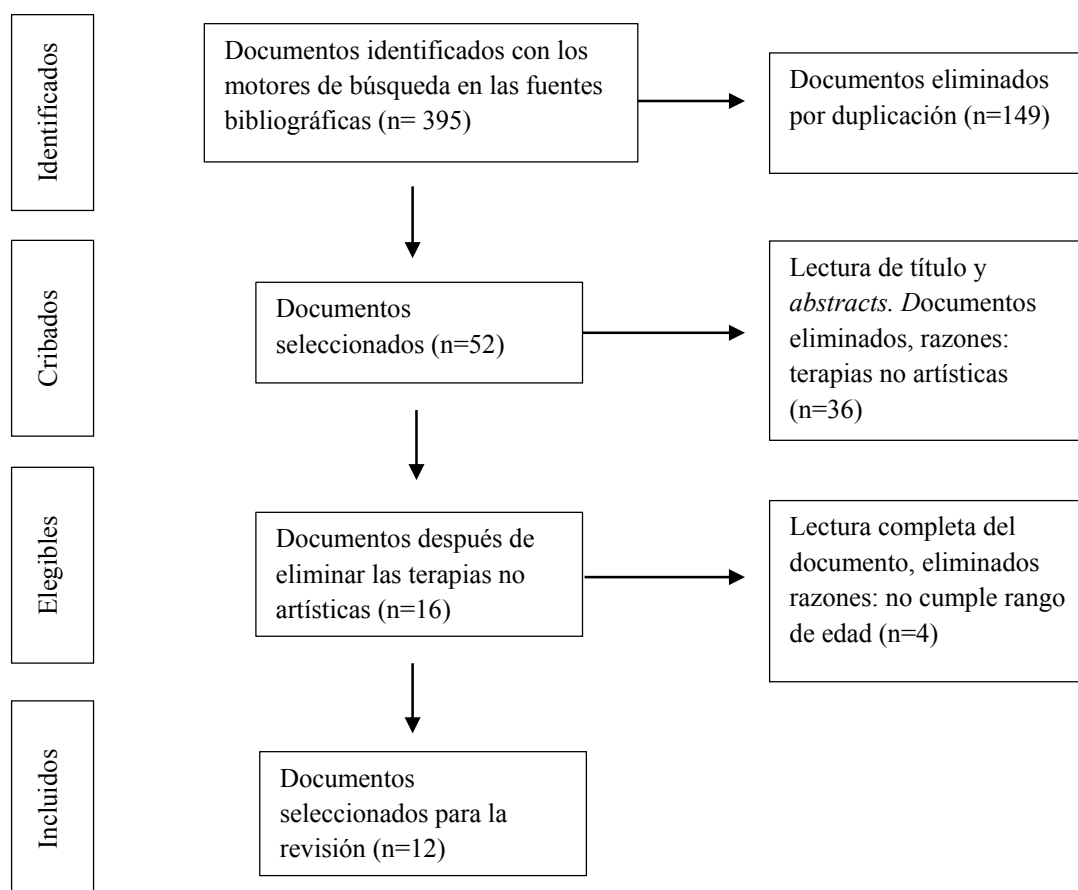 Identificados
Documentos identificados con los
motores de búsqueda en las fuentes
bibliográficas (n= 395)
Documentos eliminados
por duplicación (n=149)
Cribados
Documentos
seleccionados (n=52)
Lectura de título y
abstracts. Documentos
eliminados, razones:
terapias no artísticas
(n=36)
Elegibles
Documentos después de
eliminar las terapias no
artísticas (n=16)
Lectura completa del
documento, eliminados
razones: no cumple rango
de edad (n=4)
Incluidos
Documentos
seleccionados para la
revisión (n=12)